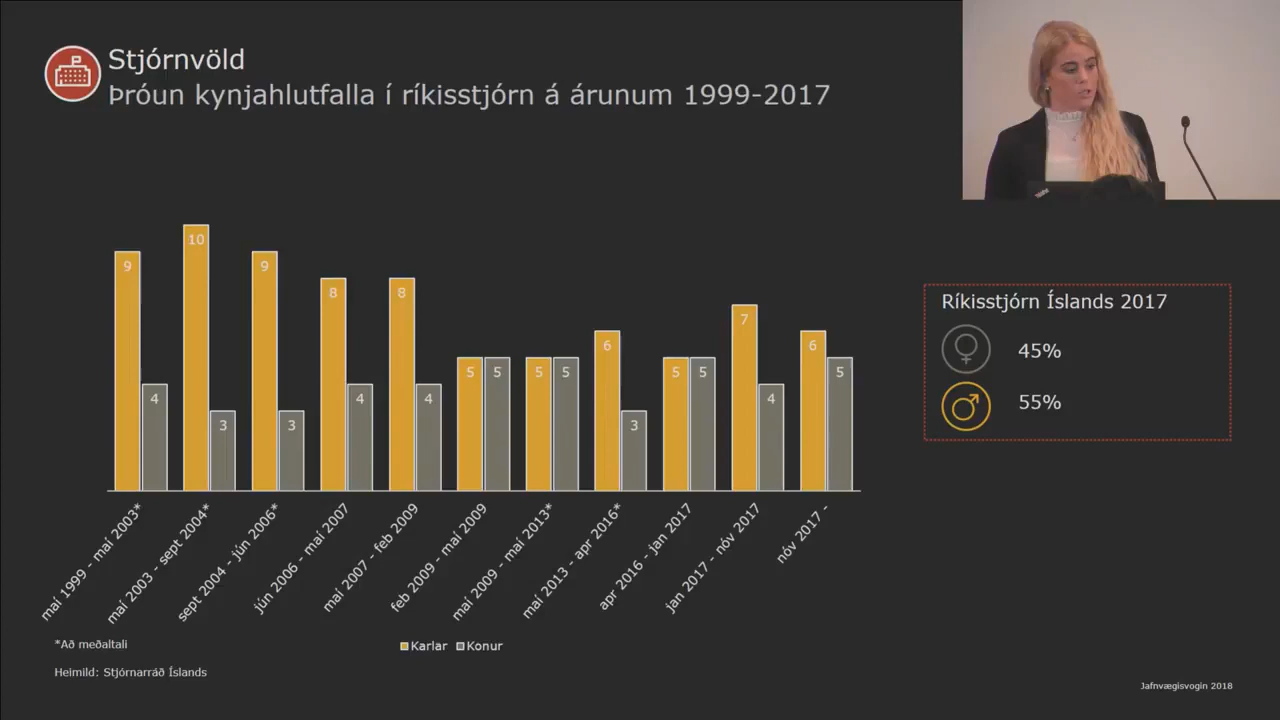 Stjórnvöld
Þróun kynjahlutfalla í ríkisstjórn á árunum 1999-2017
9
4
10
3
9
3
8
4
8
4
5
5
5
5
6
3
5
5
7
4
6
5
maí 1999 - maí 2003*
maí 2003 - sept 2004*
sept 2004 - jún 2006*
jún 2006 - maí 2007
maí 2007 - feb 2009
feb 2009 - maí 2009
maí 2009 - maí 2013*
maí 2013 - apr 2016*
apr 2016 - jan 2017
jan 2017 - nóv 2017
nóv 2017 -
Karlar
Konur
Ríkisstjórn Íslands 2017
45%
55%
*Að meðaltali
Heimild: Stjórnarráð Íslands
Jafnvægisvogin 2018